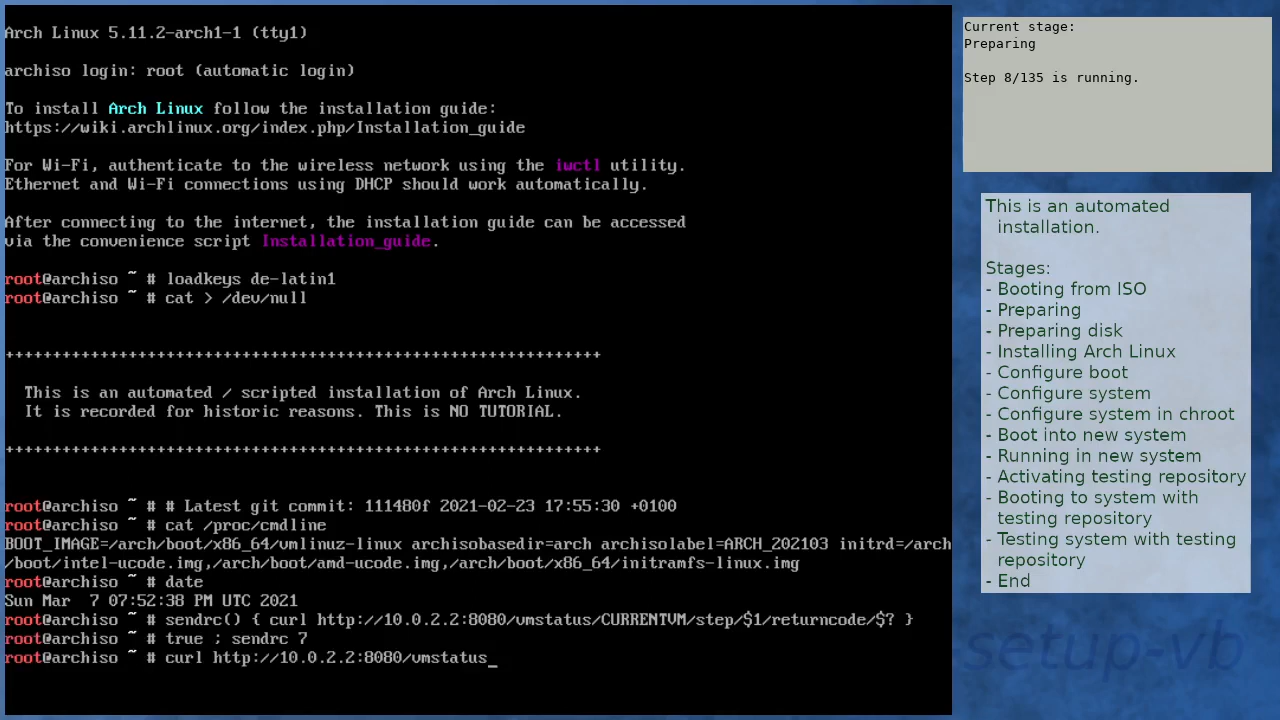 Arch Linux 5.11.2-arch1-1 (tty1)
archiso login: root (automatic login)
To install Arch Linux follow the installation guide:
https://wiki.archlinux.org/index.php/Installation_guide
For Wi-Fi, authenticate to the wireless network using the iwctl utility.
Ethernet and Wi-Fi connections using DHCP should work automatically.
After connecting to the internet, the installation guide can be accessed
via the convenience script Installation_guide.
root@archiso ~ # loadkeys de-latin1
root@archiso ~ # cat > /dev/null
+++++++++++++++++++++++++++++++++++++++++++++++++++++++++++++++
This is an automated / scripted installation of Arch Linux.
It is recorded for historic reasons. This is NO TUTORIAL.
+++++++++++++++++++++++++++++++++++++++++++++++++++++++++++++++
root@archiso ~ # # Latest git commit: 111480f 2021-02-23 17:55:30 +0100
root@archiso ~ # cat /proc/cmdline
BOOT_IMAGE=/arch/boot/x86_64/vmlinuz-linux archisobasedir=arch archisolabel=ARCH_202103 initrd=/arch
/boot/intel-ucode.img,/arch/boot/amd-ucode.img,/arch/boot/x86_64/initramfs-linux.img
root@archiso ~ # date
Sun Mar  7 07:52:38 PM UTC 2021
root@archiso ~ # sendrc() { curl http://10.0.2.2:8080/vmstatus/CURRENTVM/step/$1/returncode/$? }
root@archiso ~ # true ; sendrc 7
root@archiso ~ # curl http://10.0.2.2:8080/vmstatus_
Current stage:
Preparing
Step 8/135 is running.
This is an automated
installation.
Stages:
- Booting from ISO
- Preparing
- Preparing disk
- Installing Arch Linux
- Configure boot
- Configure system
- Configure system in chroot
- Boot into new system
- Running in new system
- Activating testing repository
- Booting to system with
testing repository
- Testing system with testing
repository
- End
-setup-vb